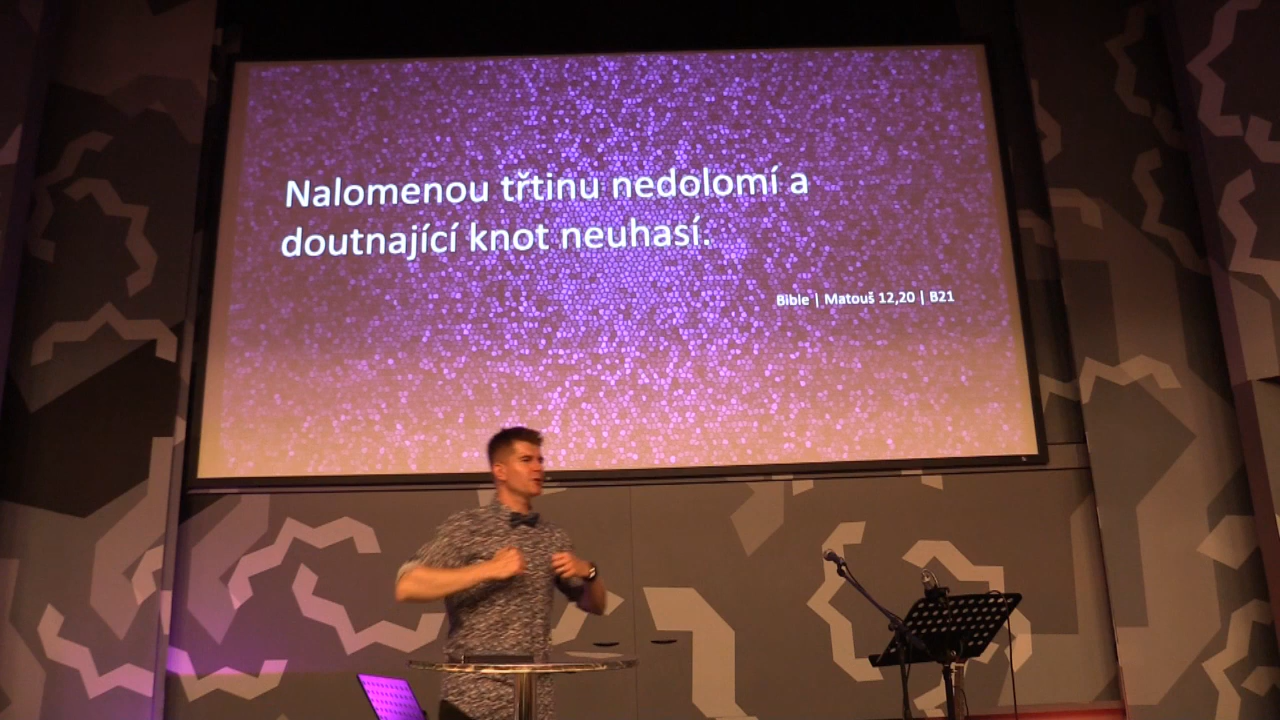 Nalomenou třtinu nedolomí a
doutnající knot neuhasí.
Bible | Matouš 12,20 | B21